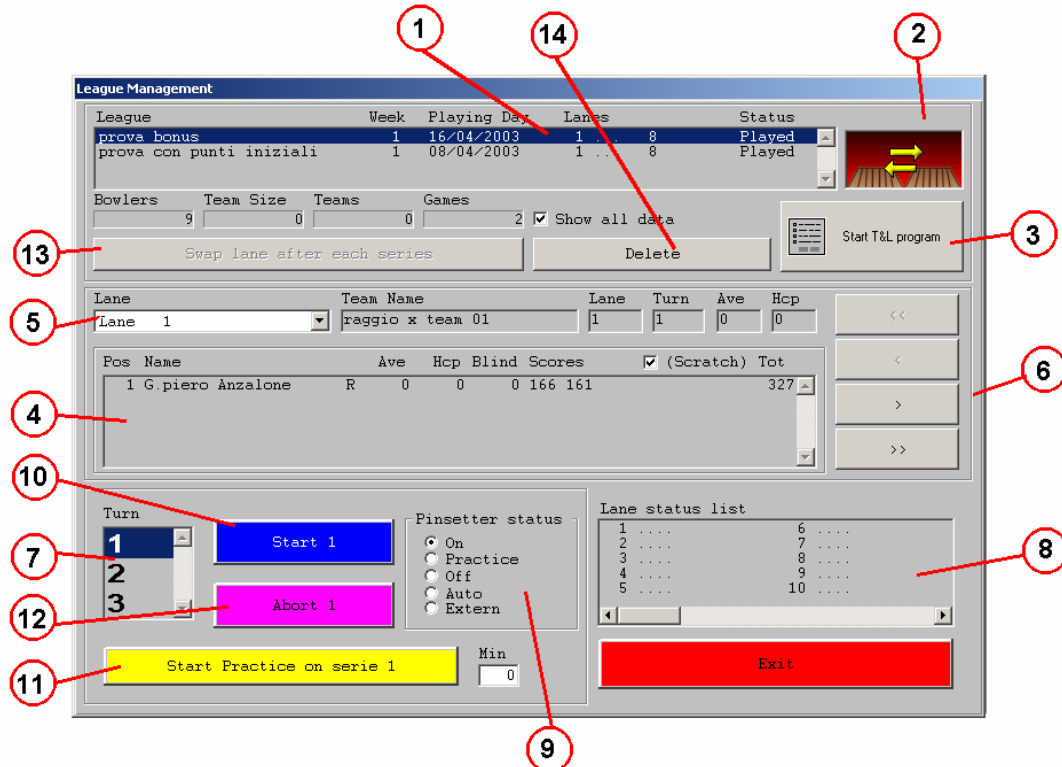 1
14
2
League Management
League Week Playing Day Lanes Status
prova bonus 1 16/04/2003 1 ... 8 Played
prova con punti iniziali 1 08/04/2003 1 ... 8 Played
Bowlers Team Size Teams Games
9 0 0 2 Show all data
Start T&L program
3
13
Swap lane after each series Delete
Lane Team Name Lane Turn Ave Hcp
5
Lane 1 raggio x team 01 1 1 0 0
<<
<
>
>>
6
Pos Name Ave Hcp Blind Scores (Scratch) Tot
1 G.piero Anzalone R 0 0 0 166 161 327
4
10
Turn
1
2
3
7
Start 1
Abort 1
12
Pinsetter status
On
Practice
Off
Auto
Extern
Lane status list
1 .... 6 ....
2 .... 7 ....
3 .... 8 ....
4 .... 9 ....
5 .... 10 ....
8
11
Start Practice on serie 1
Min
0
Exit
9